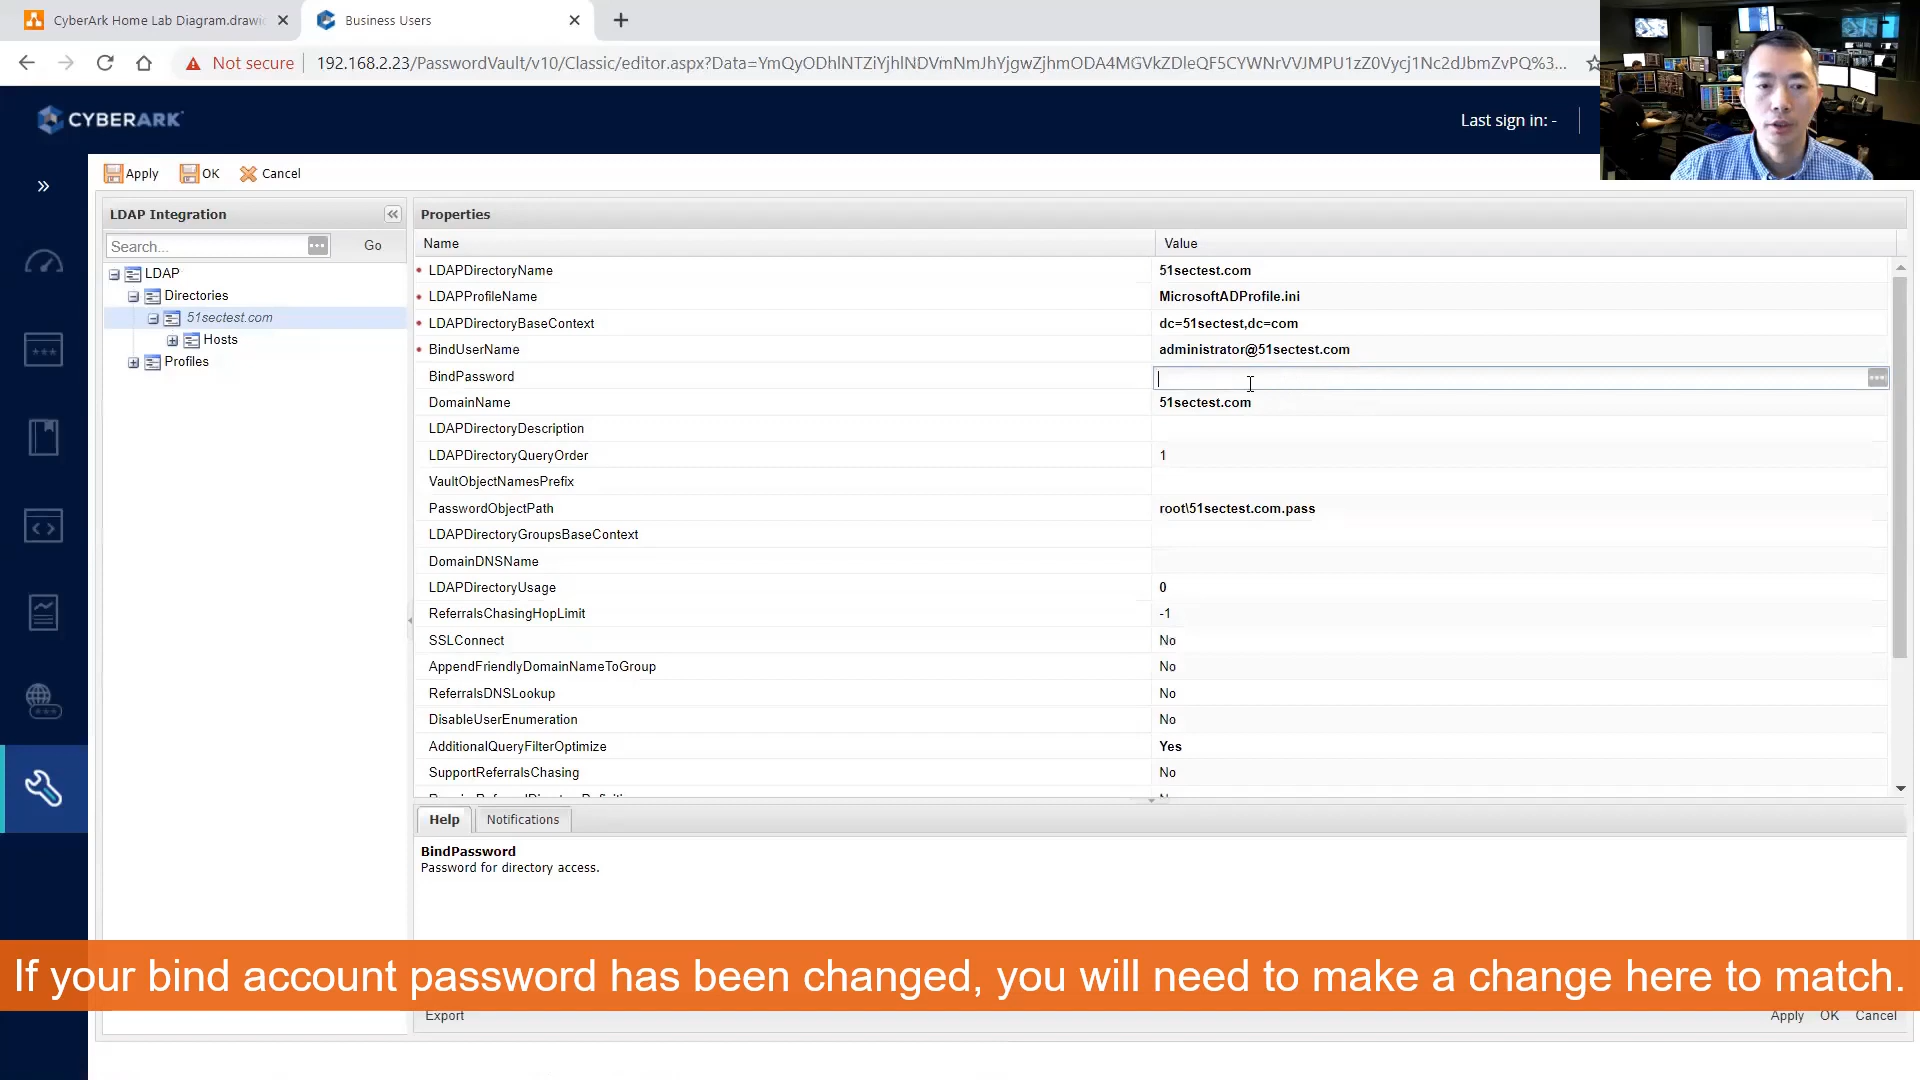 CyberArk Home Lab Diagram.drawi
Business Users
Not secure
192.168.2.23/PasswordVault/v10/Classic/editor.aspx?Data=YmQyODhlNTZiYjhlNDVmNmJhYjgwZjhmODA4MGVkZDleQF5CYWNrVVJMPU1zZ0Vycj1Nc2dJbmZvPQ%3...
CYBERARK
Last sign in: -
Apply
OK
Cancel
LDAP Integration
Search...
Go
LDAP
Directories
51sectest.com
Hosts
Profiles
Properties
Name Value
LDAPDirectoryName 51sectest.com
LDAPProfileName MicrosoftADProfile.ini
LDAPDirectoryBaseContext dc=51sectest,dc=com
BindUserName administrator@51sectest.com
BindPassword
DomainName 51sectest.com
LDAPDirectoryDescription
LDAPDirectoryQueryOrder 1
VaultObjectNamesPrefix
PasswordObjectPath root\51sectest.com.pass
LDAPDirectoryGroupsBaseContext
DomainDNSName
LDAPDirectoryUsage 0
ReferralsChasingHopLimit -1
SSLConnect No
AppendFriendlyDomainNameToGroup No
ReferralsDNSLookup No
DisableUserEnumeration No
AdditionalQueryFilterOptimize Yes
SupportReferralsChasing No
Help
Notifications
BindPassword
Password for directory access.
If your bind account password has been changed, you will need to make a change here to match.
Export
Apply OK Cancel